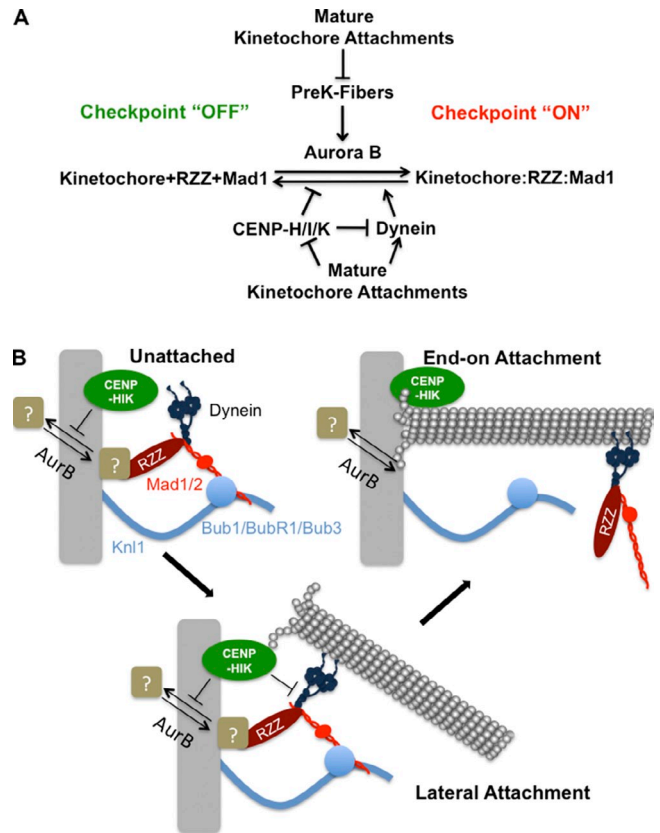 A
Mature
Kinetochore Attachments
PreK-Fibers
Checkpoint “OFF”
Checkpoint “ON”
Aurora B
Kinetochore+RZZ+Mad1
Kinetochore:RZZ:Mad1
CENP-H/I/K
Dynein
Mature
Kinetochore Attachments
B
Unattached
CENP
-HIK
Dynein
?
AurB
?
RZZ
Mad1/2
Bub1/BubR1/Bub3
Knl1
End-on Attachment
CENP
-HIK
?
AurB
RZZ
CENP
-HIK
?
AurB
?
RZZ
Lateral Attachment